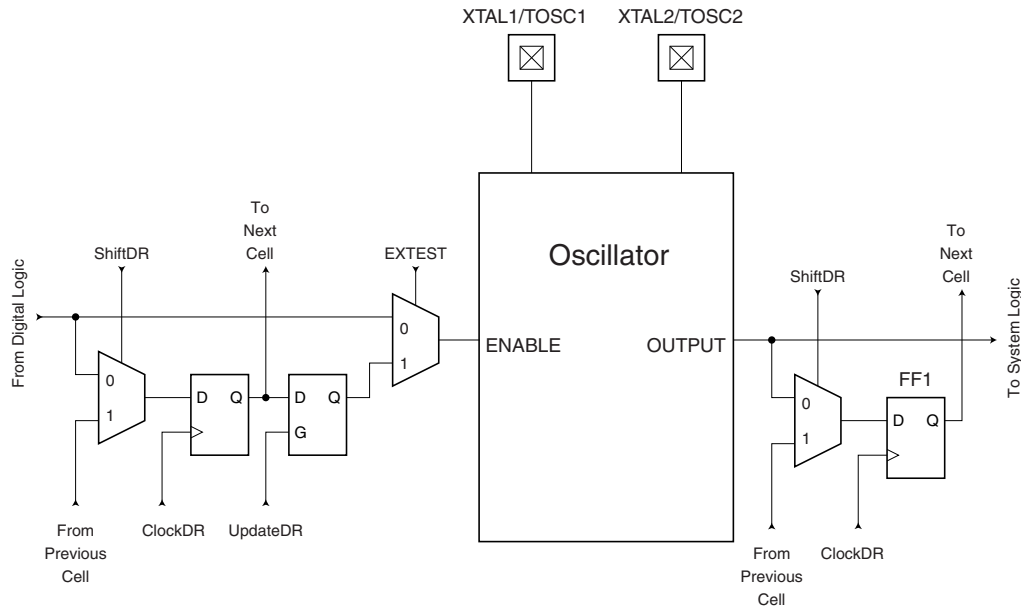 XTAL1/TOSC1
XTAL2/TOSC2
To
Next
Cell
ShiftDR
EXTEST
From Digital Logic
0
1
D Q
D Q
G
0
1
From
Previous
Cell
ClockDR
UpdateDR
Oscillator
ENABLE
OUTPUT
To
Next
Cell
ShiftDR
To System Logic
FF1
0
1
D Q
From
Previous
Cell
ClockDR